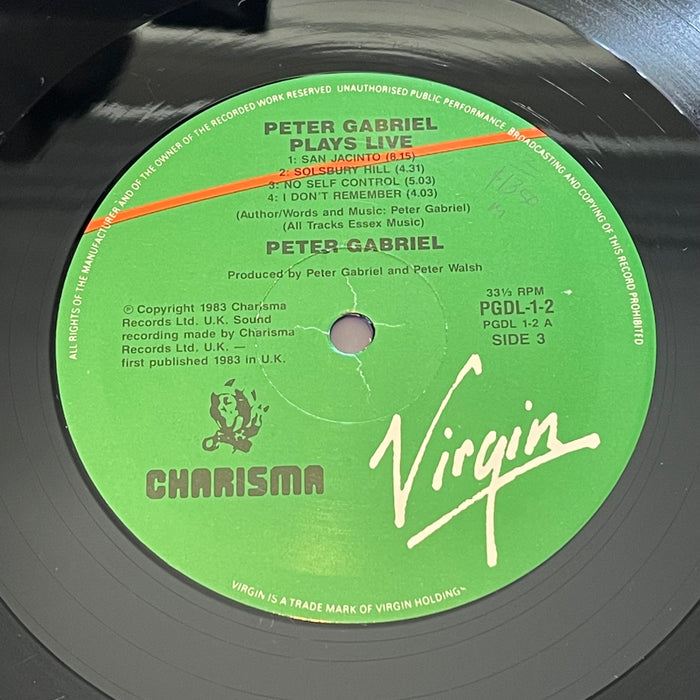 ALL RIGHTS OF THE MANUFACTURER AND OF THE OWNER OF THE RECORDED WORK RESERVED UNAUTHORISED PUBLIC PERFORMANCE BROADCASTING AND COPYING OF THIS RECORD PROHIBITED
PETER GABRIEL
PLAYS LIVE
1: SAN JACINTO (8.15)
2: SOLSBURY HILL (4.31)
3: NO SELF CONTROL (5.03)
4: I DON'T REMEMBER (4.03)
(Author/Words and Music: Peter Gabriel)
(All Tracks Essex Music)
PETER GABRIEL
Produced by Peter Gabriel and Peter Walsh
℗ Copyright 1983 Charisma
Records Ltd. U.K. Sound
recording made by Charisma
Records Ltd. U.K. —
first published 1983 in U.K.
33⅓ RPM
PGDL-1-2
PGDL 1-2 A
SIDE 3
CHARISMA
Virgin
VIRGIN IS A TRADE MARK OF VIRGIN HOLDINGS